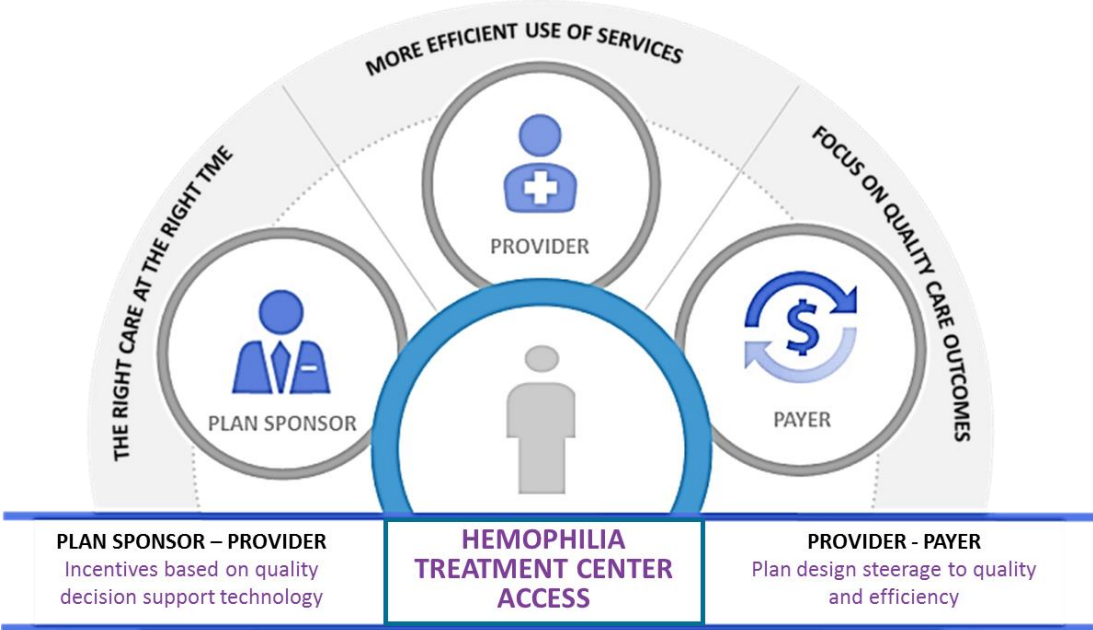 MORE EFFICIENT USE OF SERVICES
THE RIGHT CARE AT THE RIGHT TME
FOCUS ON QUALITY CARE OUTCOMES
PROVIDER
PLAN SPONSOR
$
PAYER
PLAN SPONSOR – PROVIDER
Incentives based on quality
decision support technology
HEMOPHILIA
TREATMENT CENTER
ACCESS
PROVIDER - PAYER
Plan design steerage to quality
and efficiency